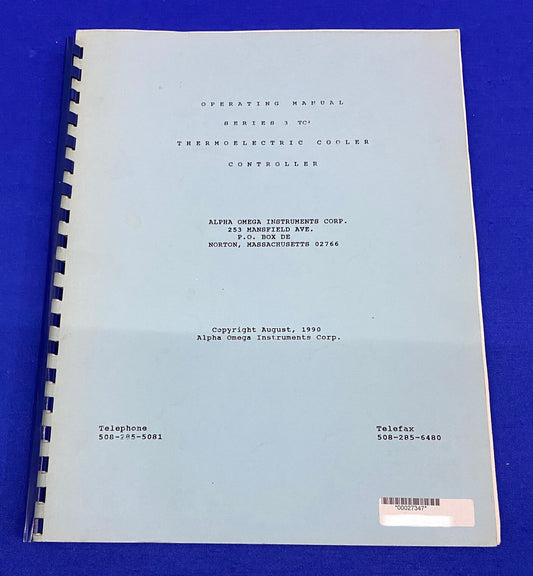 OPERATING MANUAL
SERIES 3 TC²
THERMOELECTRIC COOLER
CONTROLLER
ALPHA OMEGA INSTRUMENTS CORP.
253 MANSFIELD AVE.
P.O. BOX DE
NORTON, MASSACHUSETTS 02766
Copyright August, 1990
Alpha Omega Instruments Corp.
Telephone Telefax
508-285-5081 508-285-6480
*00027347*